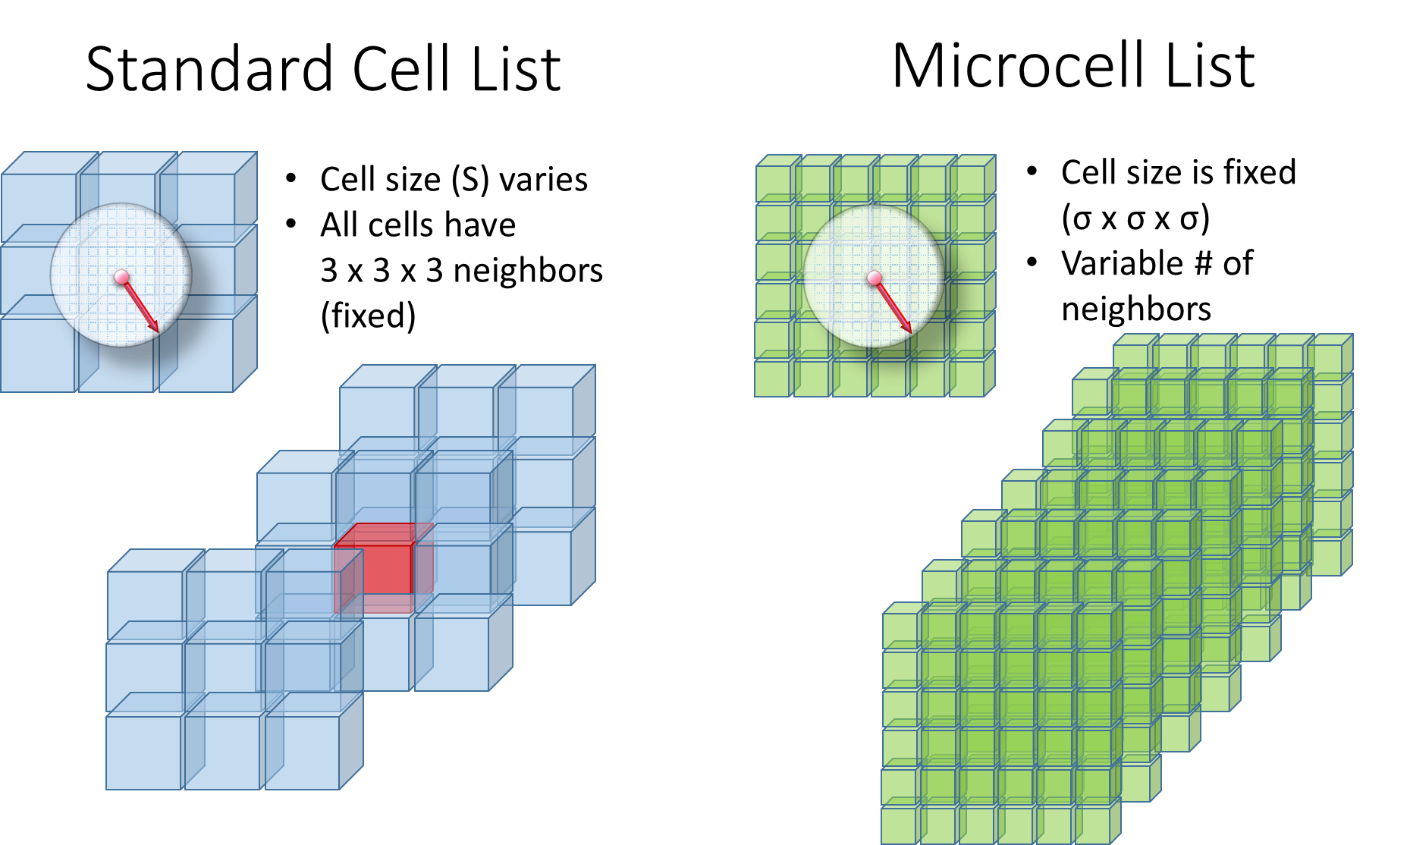 Standard Cell List
• Cell size (S) varies
• All cells have
3 x 3 x 3 neighbors
(fixed)
Microcell List
• Cell size is fixed
(σ x σ x σ)
• Variable # of
neighbors